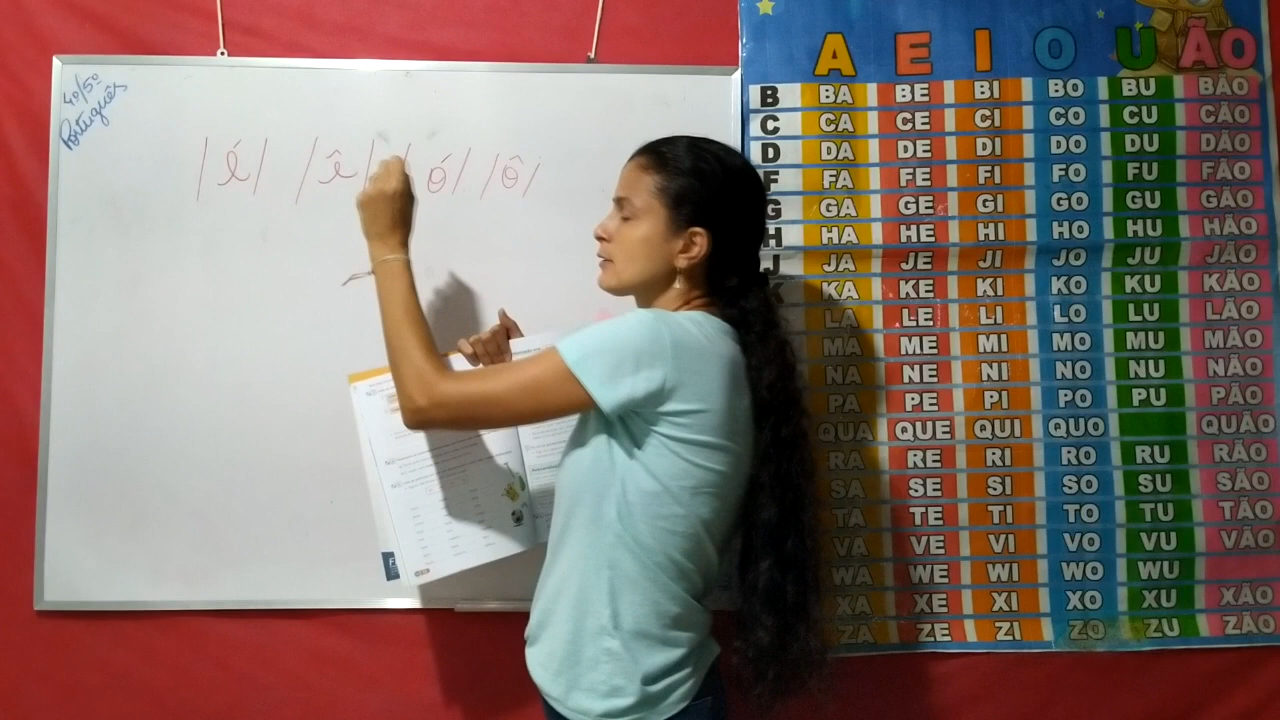 4º/5º
Português
/é/ /ê/ /ó/ /ô/
A E I O U ÃO
B BA BE BI BO BU BÃO
C CA CE CI CO CU CÃO
D DA DE DI DO DU DÃO
F FA FE FI FO FU FÃO
G GA GE GI GO GU GÃO
H HA HE HI HO HU HÃO
J JA JE JI JO JU JÃO
K KA KE KI KO KU KÃO
LA LE LI LO LU LÃO
MA ME MI MO MU MÃO
NA NE NI NO NU NÃO
PA PE PI PO PU PÃO
QUA QUE QUI QUO QUÃO
RA RE RI RO RU RÃO
SA SE SI SO SU SÃO
TA TE TI TO TU TÃO
VA VE VI VO VU VÃO
WA WE WI WO WU
XA XE XI XO XU XÃO
ZA ZE ZI ZO ZU ZÃO